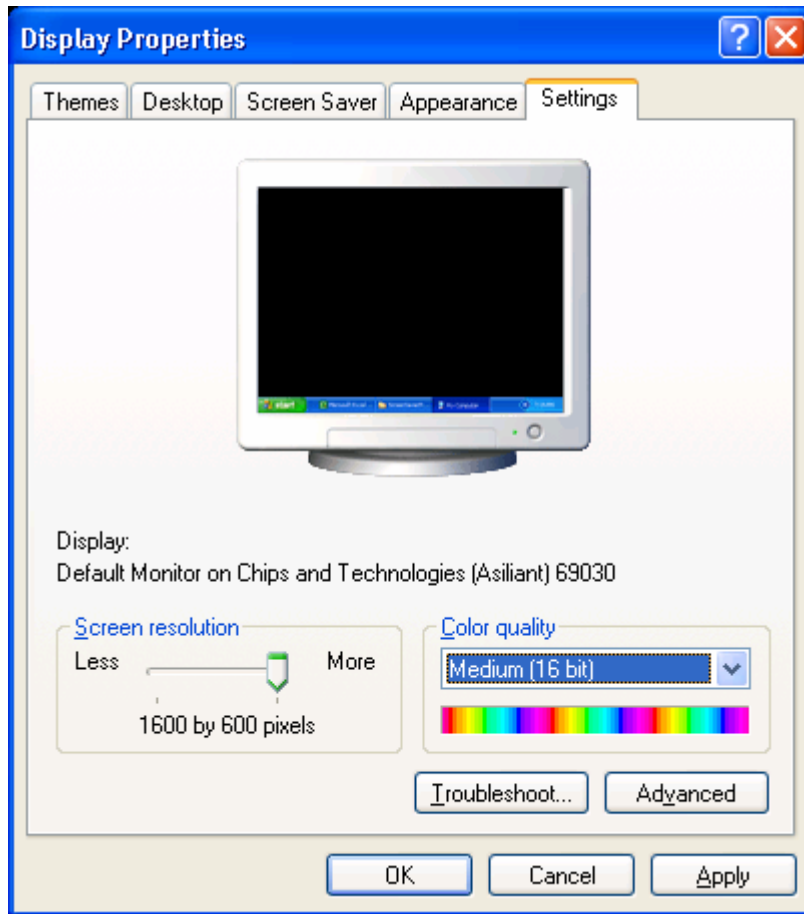 Display Properties
Themes Desktop Screen Saver Appearance Settings
start
Display:
Default Monitor on Chips and Technologies (Asiliant) 69030
Screen resolution
Less More
1600 by 600 pixels
Color quality
Medium (16 bit)
Troubleshoot... Advanced
OK Cancel Apply